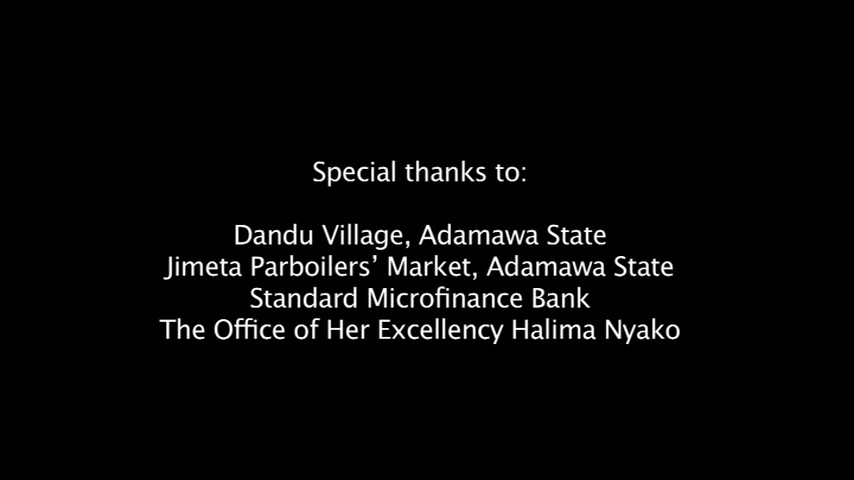 Special thanks to:
Dandu Village, Adamawa State
Jimeta Parboilers’ Market, Adamawa State
Standard Microfinance Bank
The Office of Her Excellency Halima Nyako